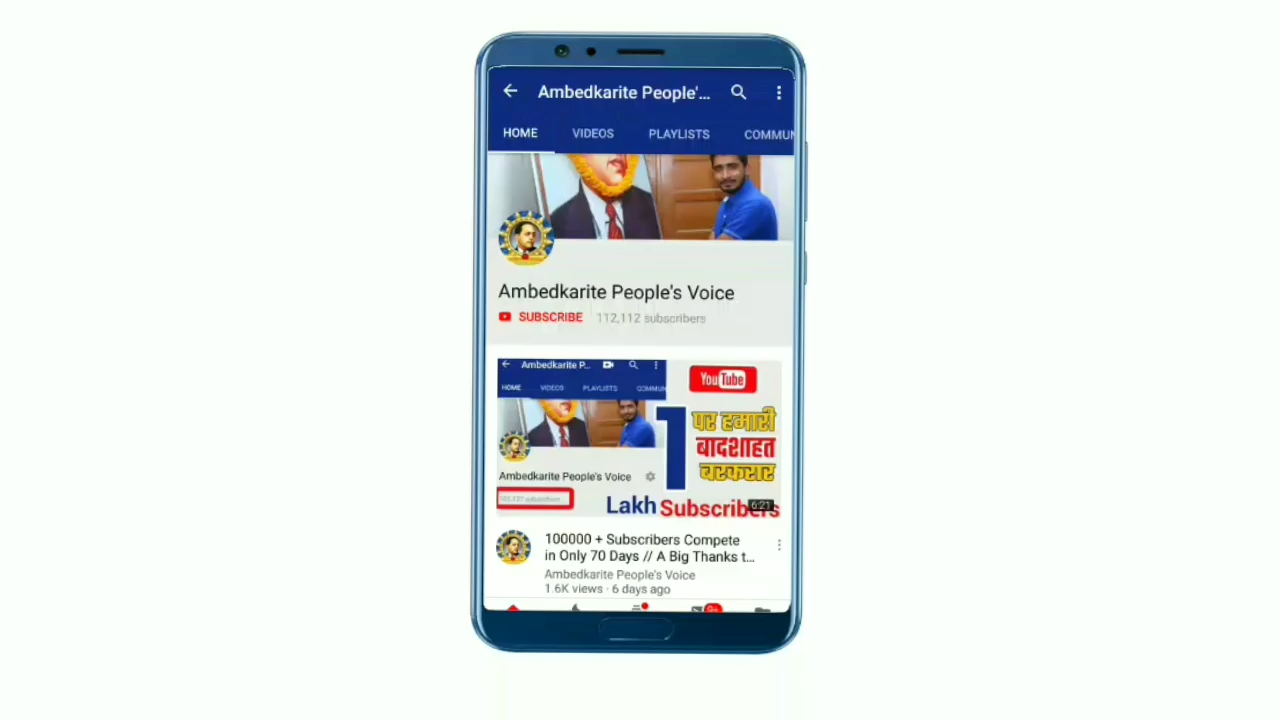 Ambedkarite People'...
HOME VIDEOS PLAYLISTS COMMUN
Ambedkarite People's Voice
SUBSCRIBE 112,112 subscribers
Ambedkarite P...
HOME VIDEOS PLAYLISTS COMMUN
YouTube
1 पर हमारी
बादशाहत
बरकरार
Ambedkarite People's Voice
Lakh Subscribers
6:21
100000 + Subscribers Compete
in Only 70 Days // A Big Thanks t...
Ambedkarite People's Voice
1.6K views · 6 days ago
9+